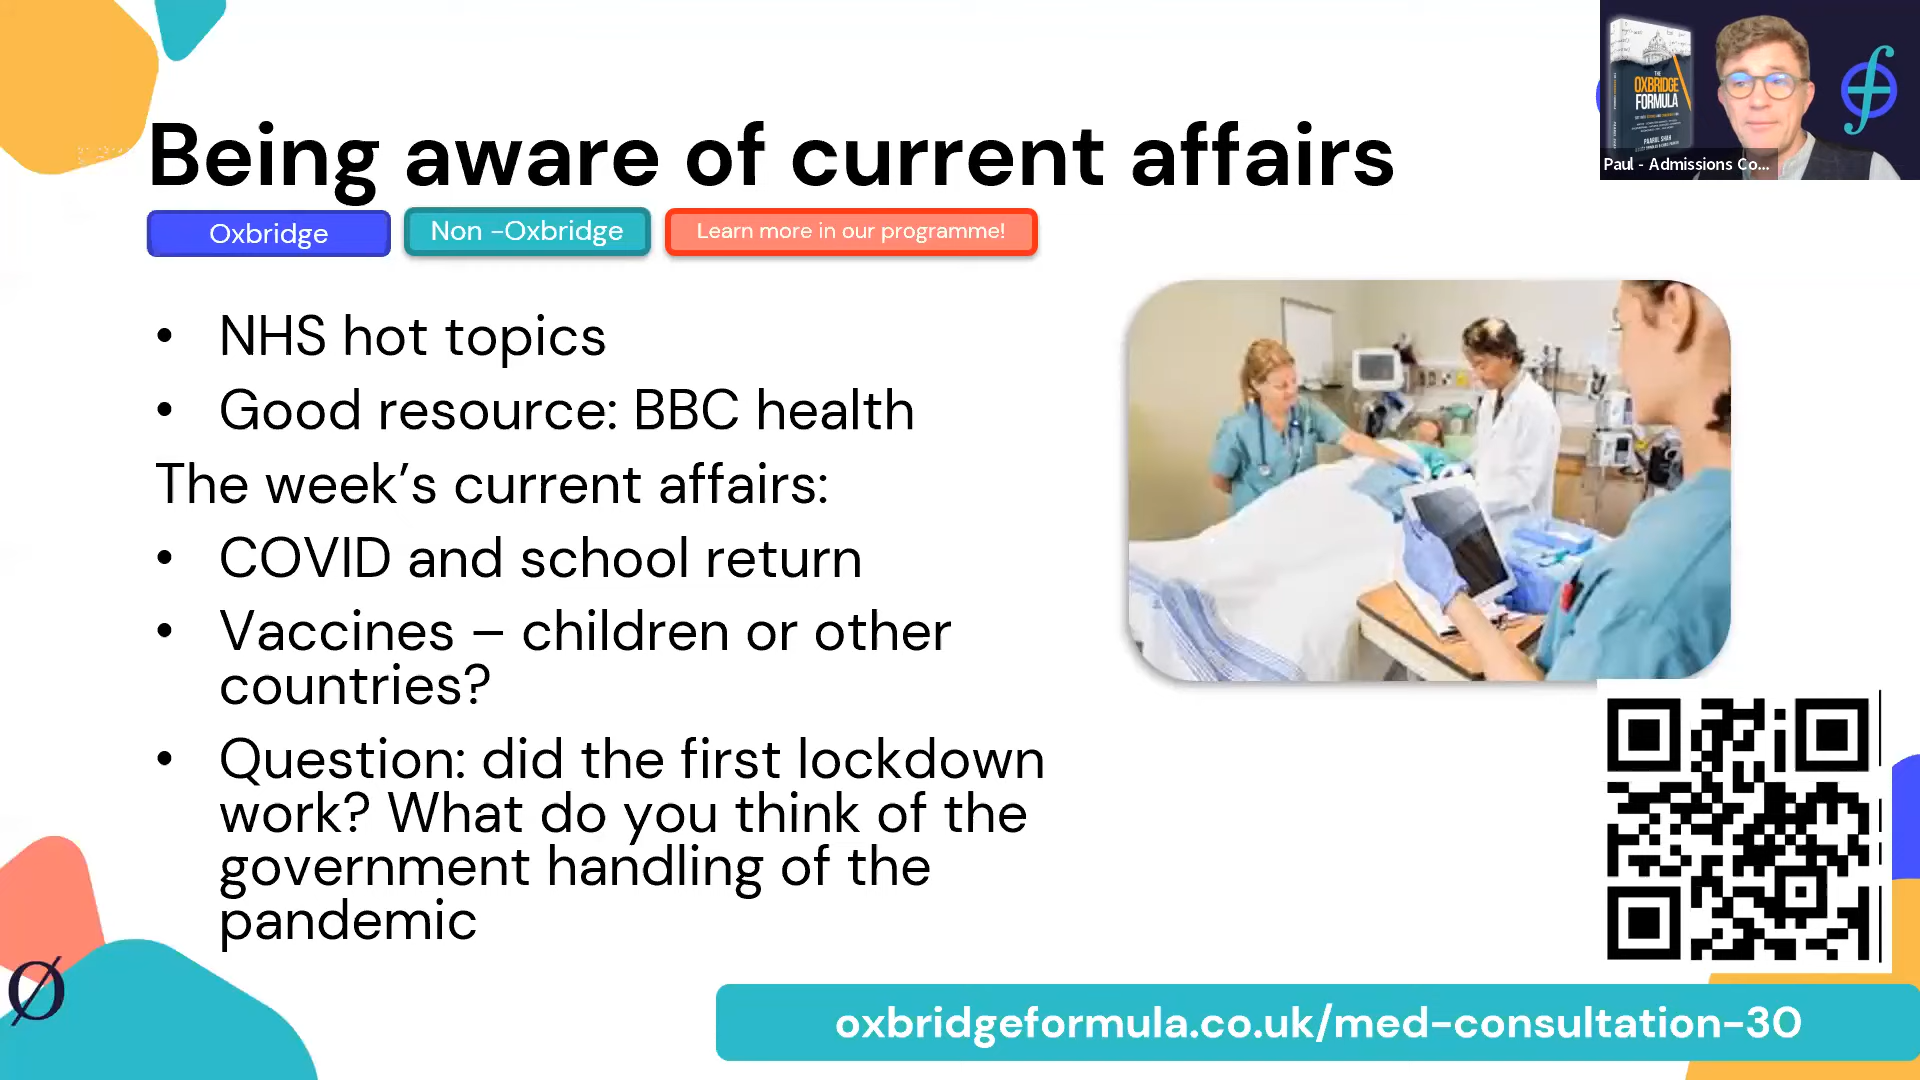 Being aware of current affairs
Oxbridge
Non -Oxbridge
Learn more in our programme!
• NHS hot topics
• Good resource: BBC health
The week’s current affairs:
• COVID and school return
• Vaccines – children or other
countries?
• Question: did the first lockdown
work? What do you think of the
government handling of the
pandemic
oxbridgeformula.co.uk/med-consultation-30
THE
OXBRIDGE
FORMULA
Paul - Admissions Co...